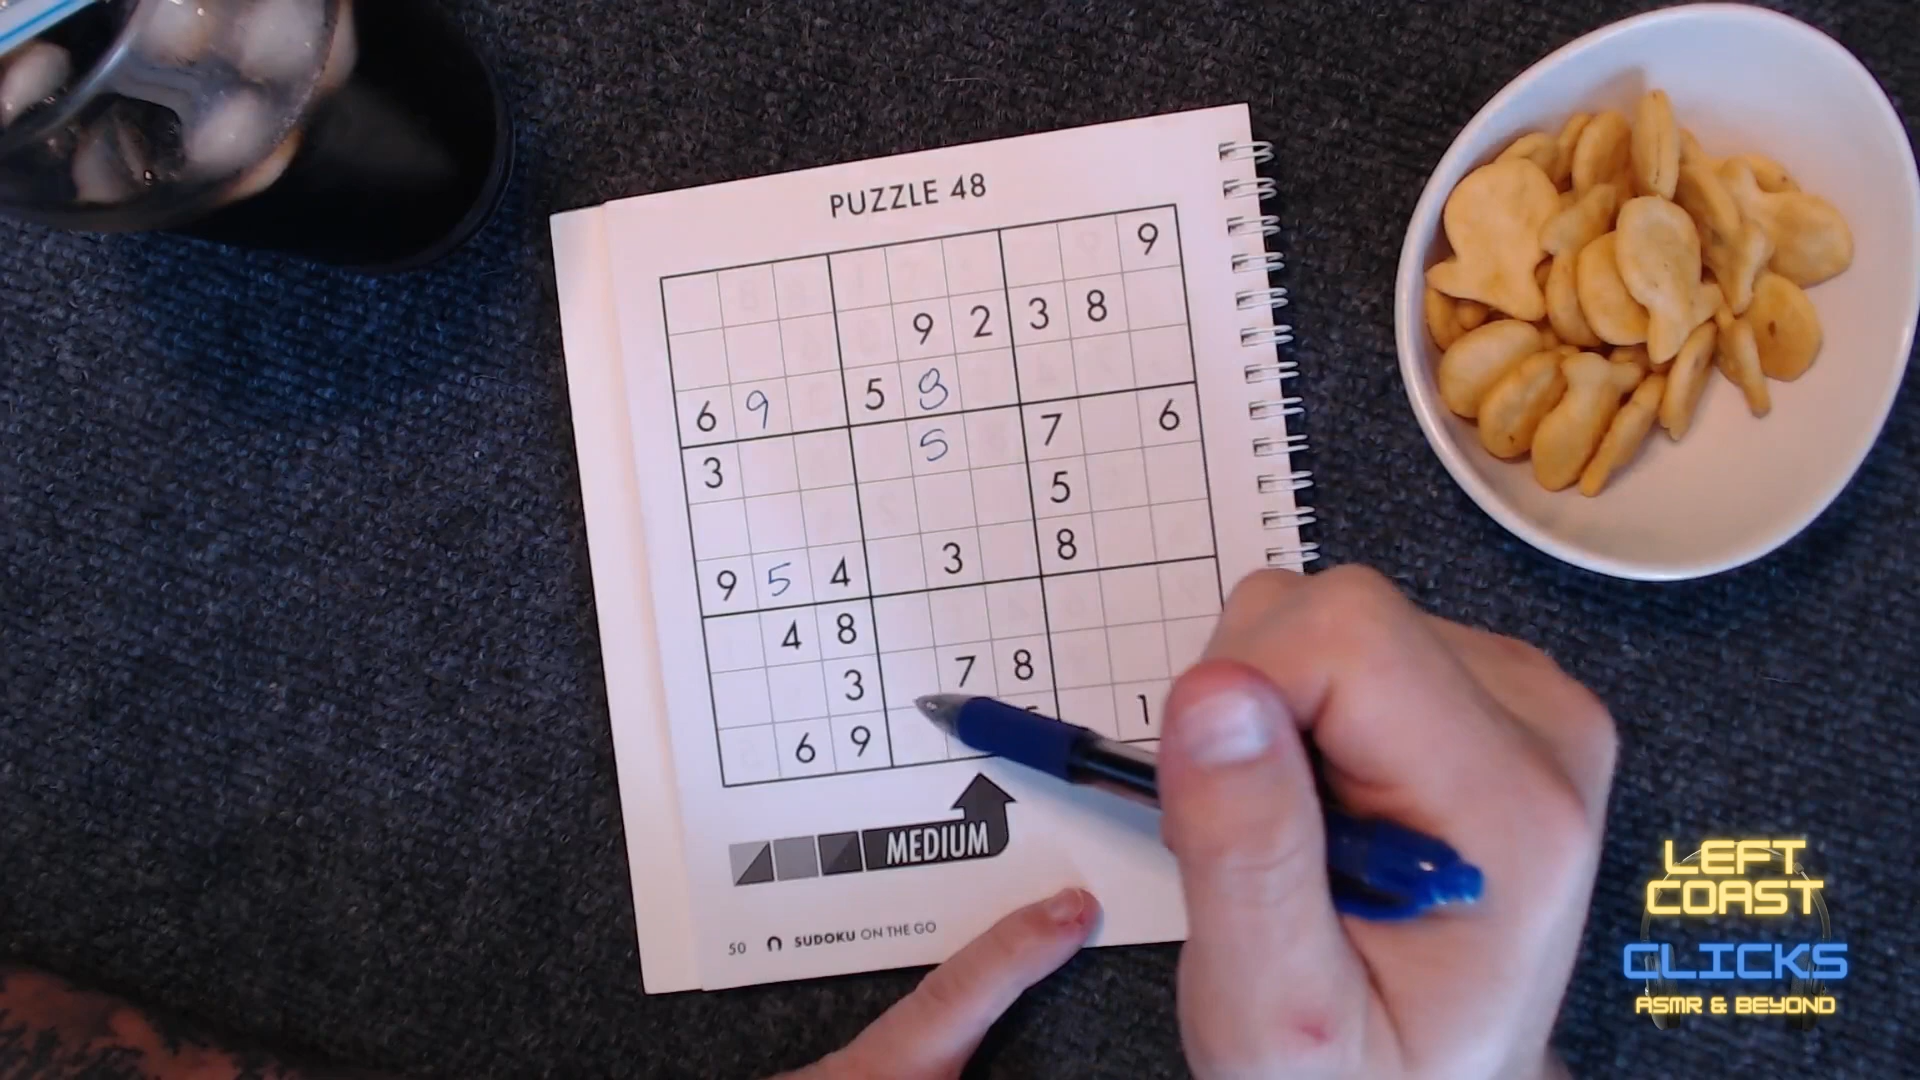 PUZZLE 48
9
9 2 3 8
6 9 5 8
3 5 7 6
5
9 5 4 3 8
4 8
3 7 8
6 9 5 1
MEDIUM
50 SUDOKU ON THE GO
LEFT
COAST
CLICKS
ASMR & BEYOND